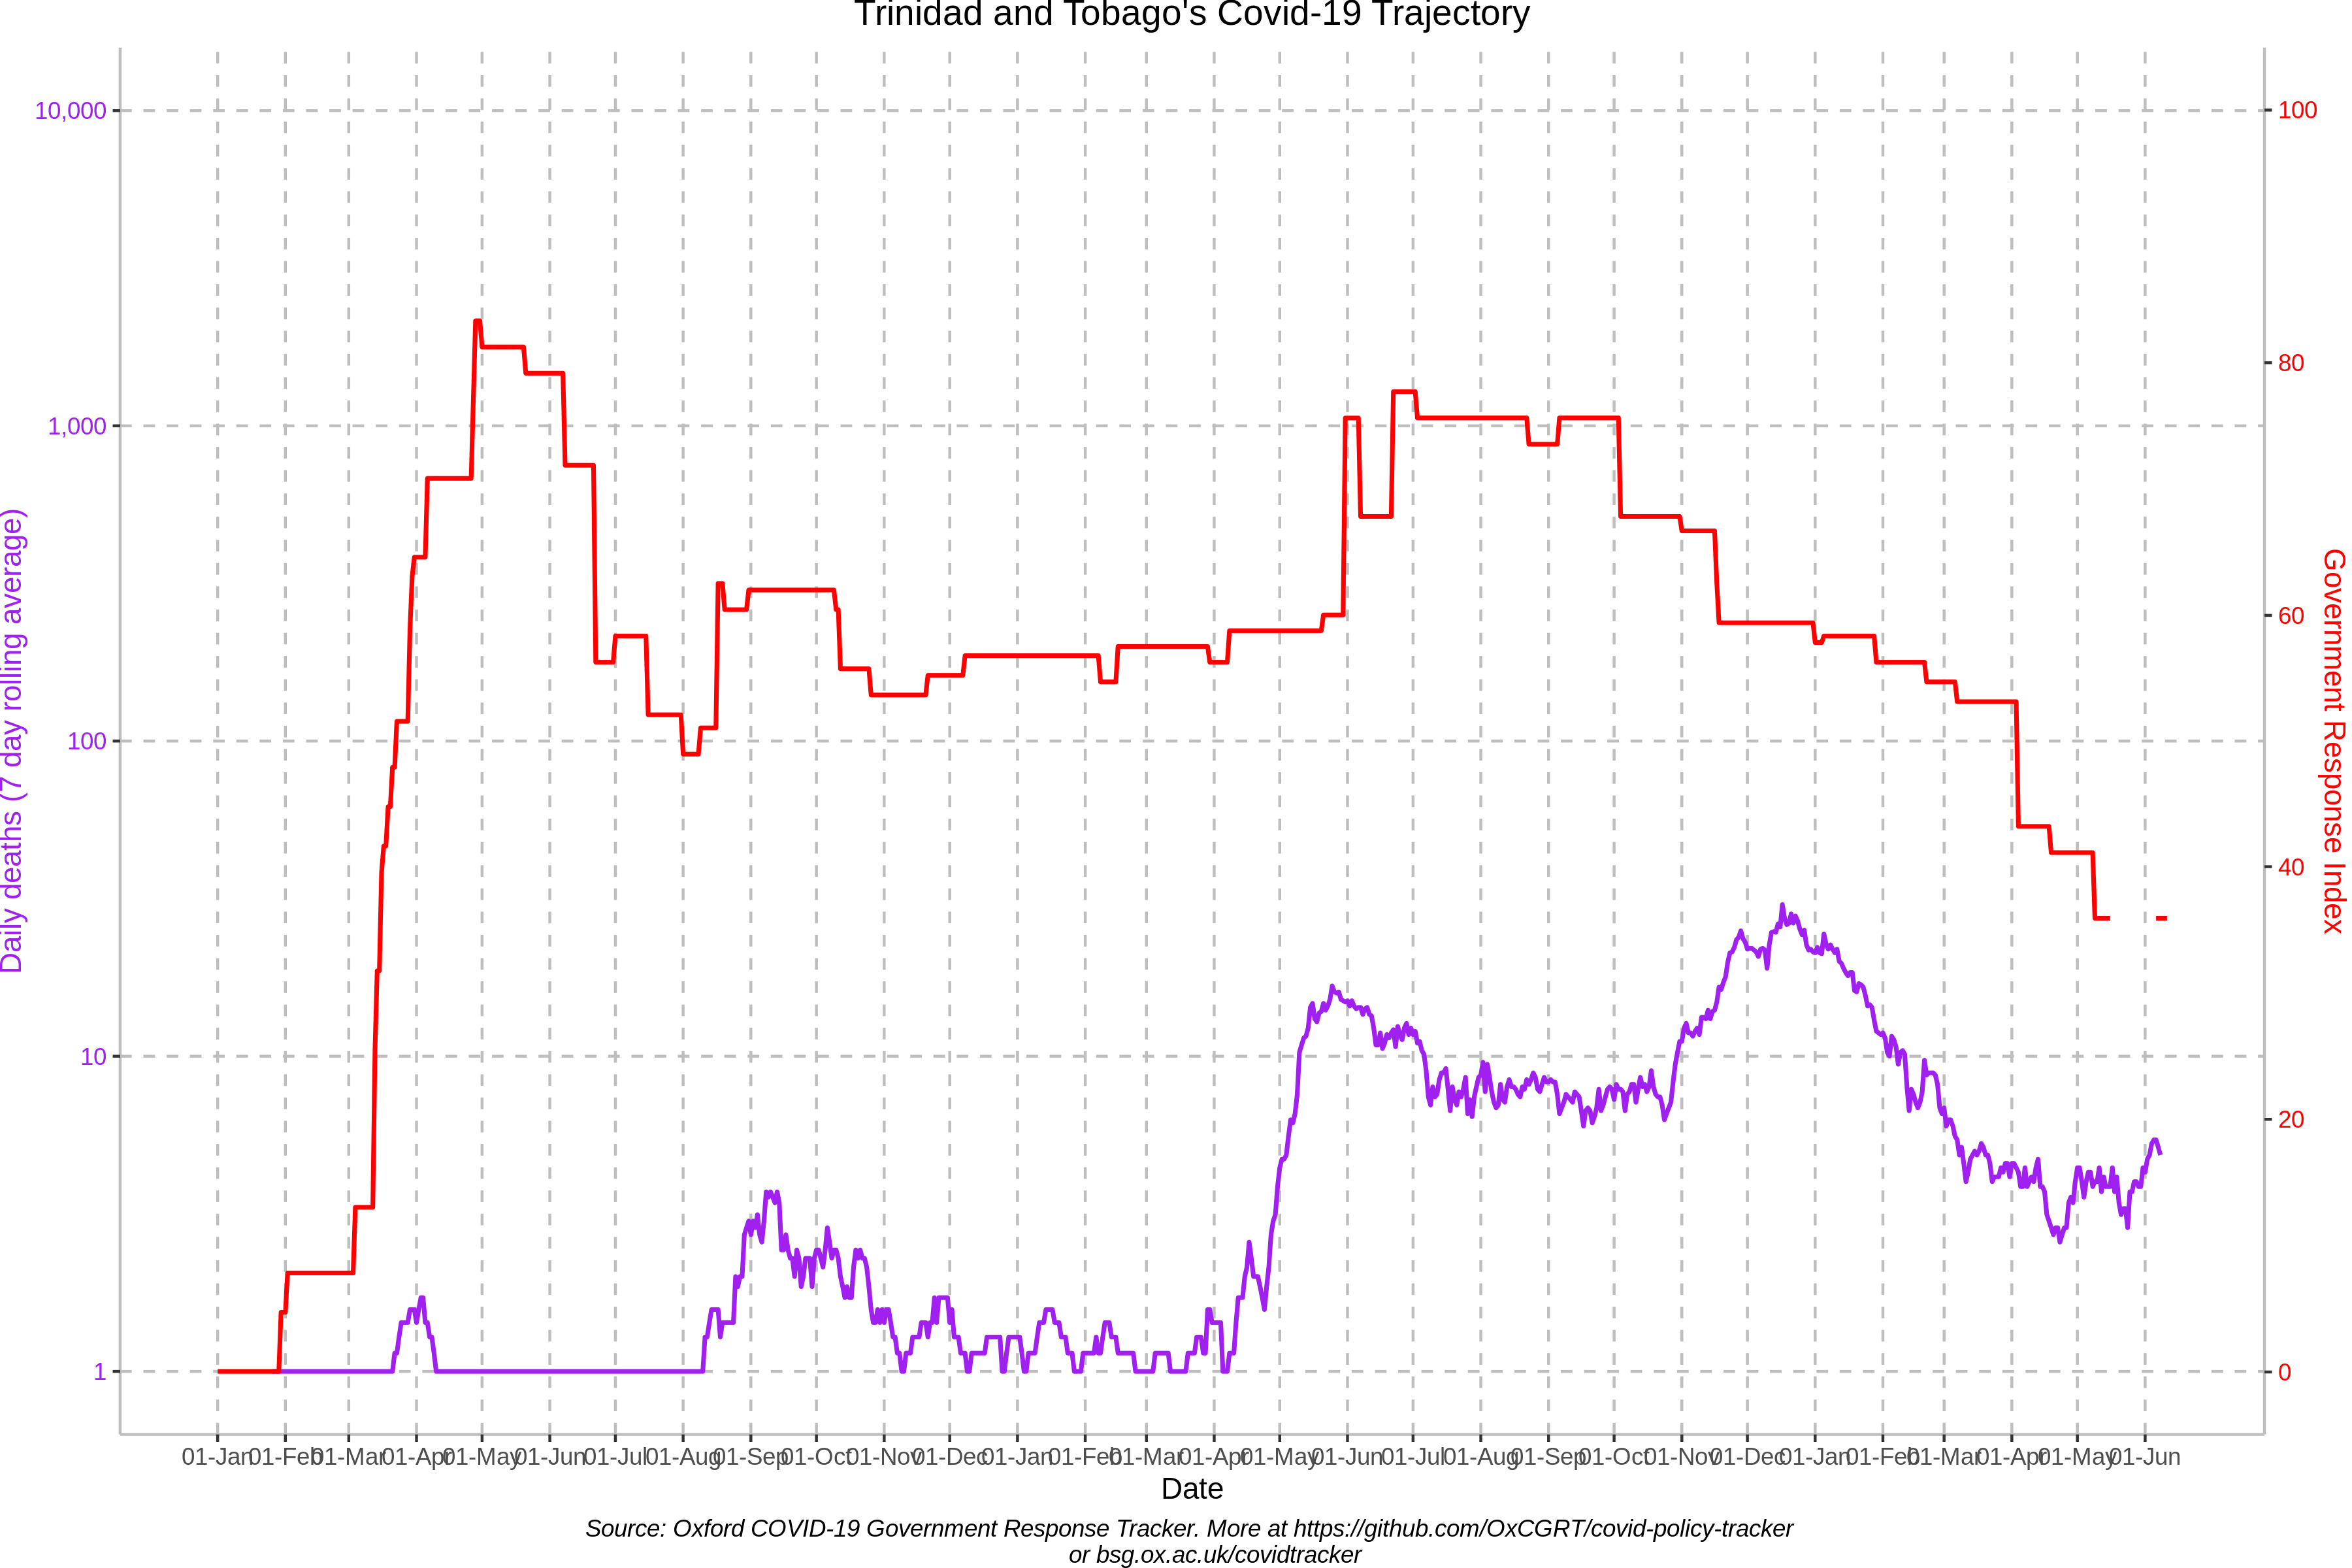 Trinidad and Tobago's Covid-19 Trajectory
10,000
1,000
100
10
1
Daily deaths (7 day rolling average)
100
80
60
40
20
0
Government Response Index
01-Jan 01-Feb 01-Mar 01-Apr 01-May 01-Jun 01-Jul 01-Aug 01-Sep 01-Oct 01-Nov 01-Dec 01-Jan 01-Feb 01-Mar 01-Apr 01-May 01-Jun 01-Jul 01-Aug 01-Sep 01-Oct 01-Nov 01-Dec 01-Jan 01-Feb 01-Mar 01-Apr 01-May 01-Jun
Date
Source: Oxford COVID-19 Government Response Tracker. More at https://github.com/OxCGRT/covid-policy-tracker
or bsg.ox.ac.uk/covidtracker